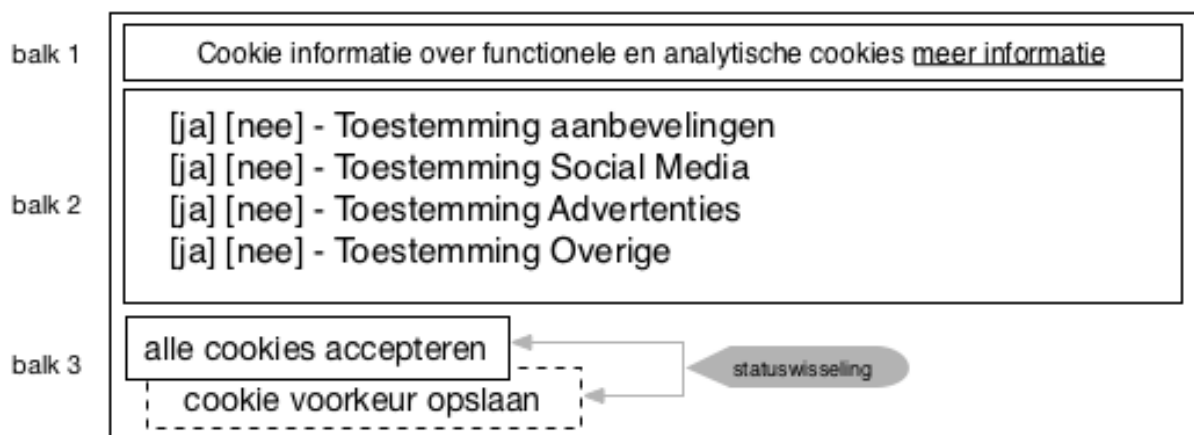 balk 1
Cookie informatie over functionele en analytische cookies meer informatie
balk 2
[ja] [nee] - Toestemming aanbevelingen
[ja] [nee] - Toestemming Social Media
[ja] [nee] - Toestemming Advertenties
[ja] [nee] - Toestemming Overige
balk 3
alle cookies accepteren
statuswisseling
cookie voorkeur opslaan